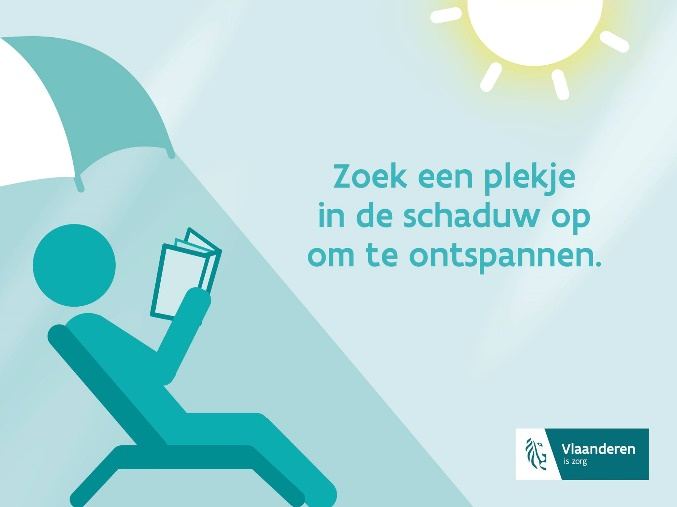 Zoek een plekje
in de schaduw op
om te ontspannen.
Vlaanderen
is zorg